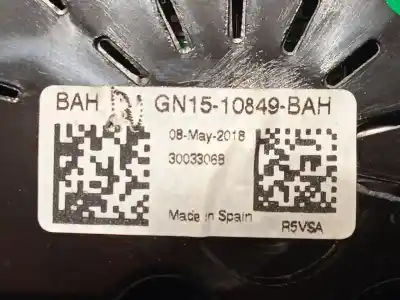 BAH GN15-10849-BAH
08-May-2018
30033068
Made in Spain
R5VSA